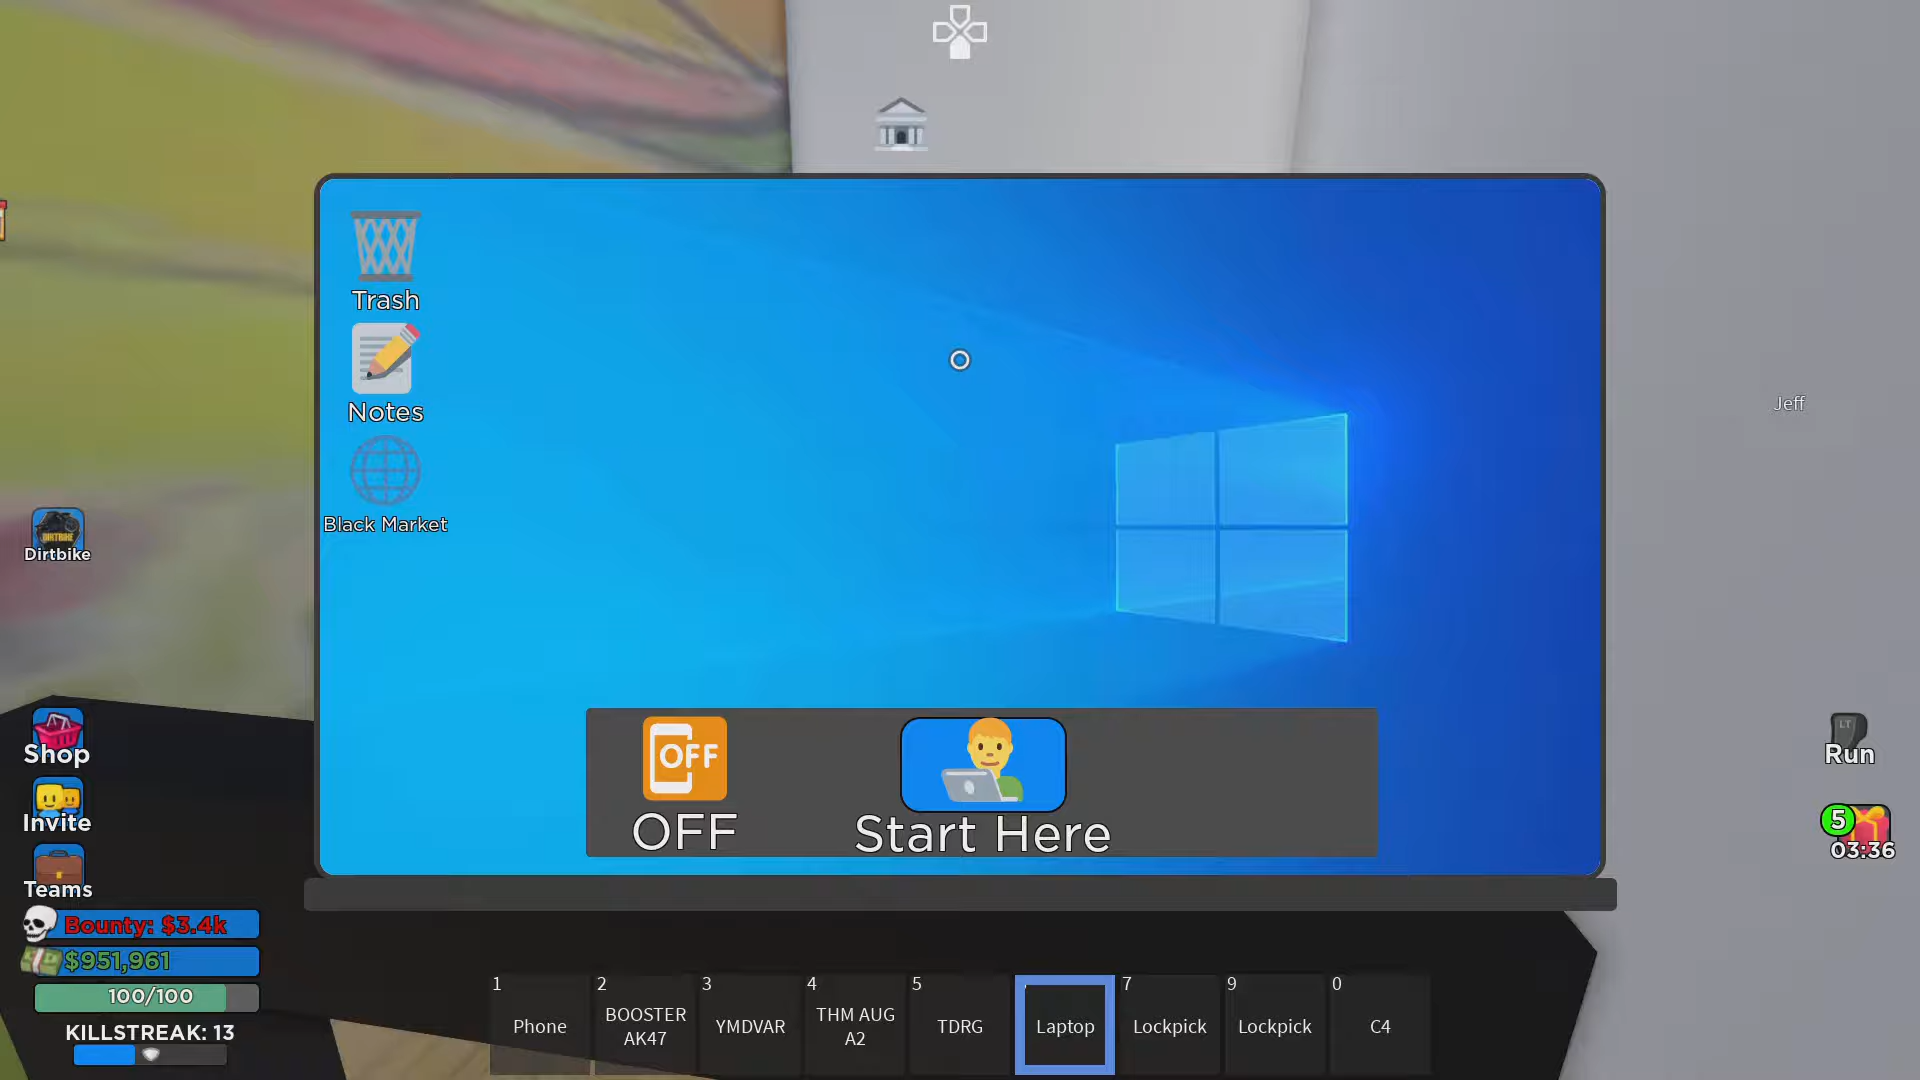 Trash
Notes
Black Market
Jeff
DIRTBIKE
Dirtbike
OFF
OFF
Start Here
Shop
Invite
Teams
LT
Run
5
03:36
Bounty: $3.4k
$951,961
100/100
KILLSTREAK: 13
1
Phone
2
BOOSTER
AK47
3
YMDVAR
4
THM AUG
A2
5
TDRG
Laptop
7
Lockpick
9
Lockpick
0
C4